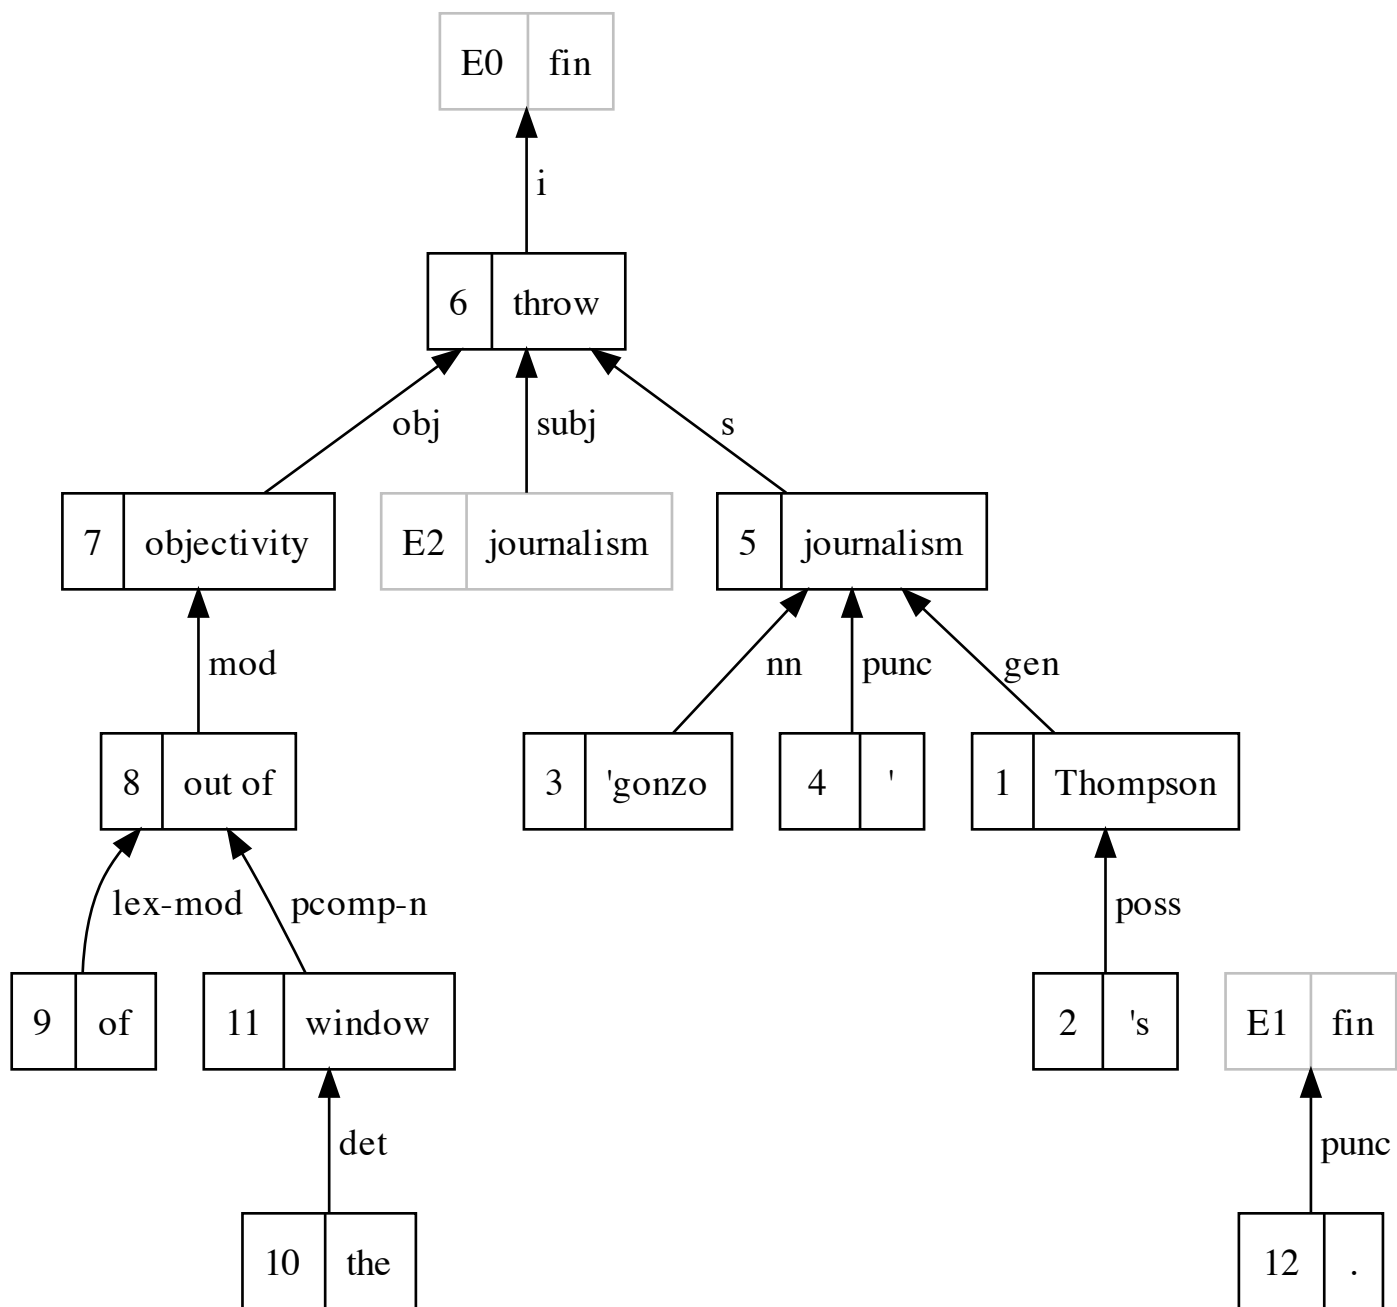 E0 fin
i
6 throw
obj subj s
7 objectivity E2 journalism 5 journalism
mod nn punc gen
8 out of 3 'gonzo 4 ' 1 Thompson
lex-mod pcomp-n poss
9 of 11 window 2 's E1 fin
det punc
10 the 12 .